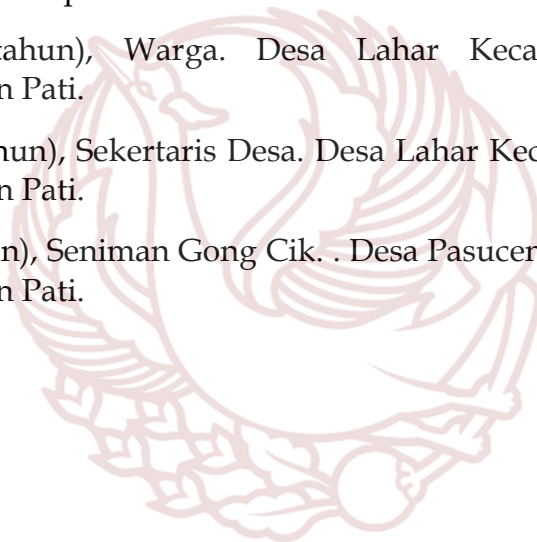 tahun), Warga. Desa Lahar Keca
n Pati.
hun), Sekertaris Desa. Desa Lahar Kec
n Pati.
n), Seniman Gong Cik. . Desa Pasucen
n Pati.